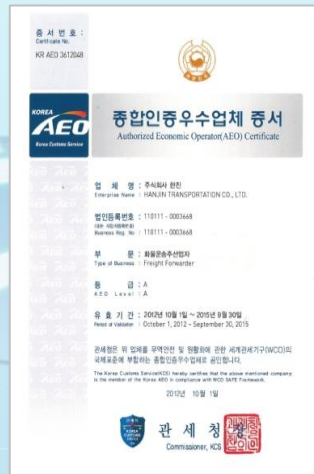 증 서 번 호 :
Certificate No.
KR AEO 3612048
KOREA
AEO
Korea Customs Service
종합인증우수업체 증서
Authorized Economic Operator(AEO) Certificate
업 체 명 : 주식회사 한진
Enterprise Name : HANJIN TRANSPORTATION CO., LTD.
법인등록번호 : 110111 - 0003668
Business Reg. No : 110111 - 0003668
부 문 : 화물운송주선업자
Type of Business : Freight Forwarder
등 급 : A
AEO Level : A
유 효 기 간 : 2012년 10월 1일 ~ 2015년 9월 30일
Period of Validation : October 1, 2012 ~ September 30, 2015
관세청은 위 업체를 무역안전 및 원활화에 관한 세계관세기구(WCO)의
국제표준에 부합하는 종합인증우수업체로 공인합니다.
The Korea Customs Service(KCS) hereby certifies that the above mentioned company
is the member of the Korea AEO in compliance with WCO SAFE Framework.
2012년 10월 1일
관 세 청 장
Commissioner, KCS